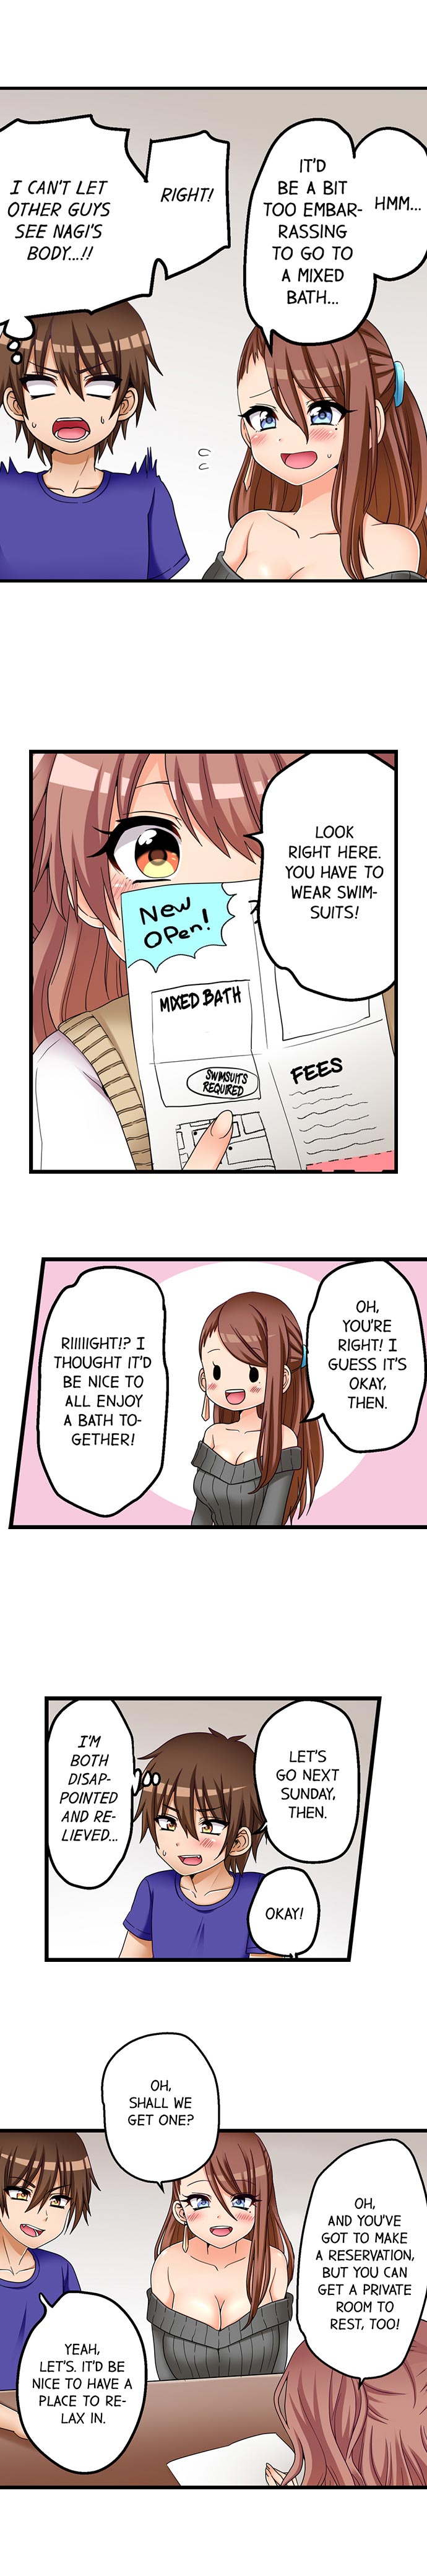 HMM...
IT'D
BE A BIT
TOO EMBAR-
RASSING
TO GO TO
A MIXED
BATH...
RIGHT!
I CAN'T LET
OTHER GUYS
SEE NAGI'S
BODY...!!
LOOK
RIGHT HERE.
YOU HAVE TO
WEAR SWIM-
SUITS!
New
OPen!
MIXED BATH
SWIMSUITS
REQUIRED
FEES
OH,
YOU'RE
RIGHT! I
GUESS IT'S
OKAY,
THEN.
RIIIIIGHT!? I
THOUGHT IT'D
BE NICE TO
ALL ENJOY
A BATH TO-
GETHER!
LET'S
GO NEXT
SUNDAY,
THEN.
OKAY!
I'M
BOTH
DISAP-
POINTED
AND RE-
LIEVED...
OH,
AND YOU'VE
GOT TO MAKE
A RESERVATION,
BUT YOU CAN
GET A PRIVATE
ROOM TO
REST, TOO!
OH,
SHALL WE
GET ONE?
YEAH,
LET'S. IT'D BE
NICE TO HAVE A
PLACE TO RE-
LAX IN.